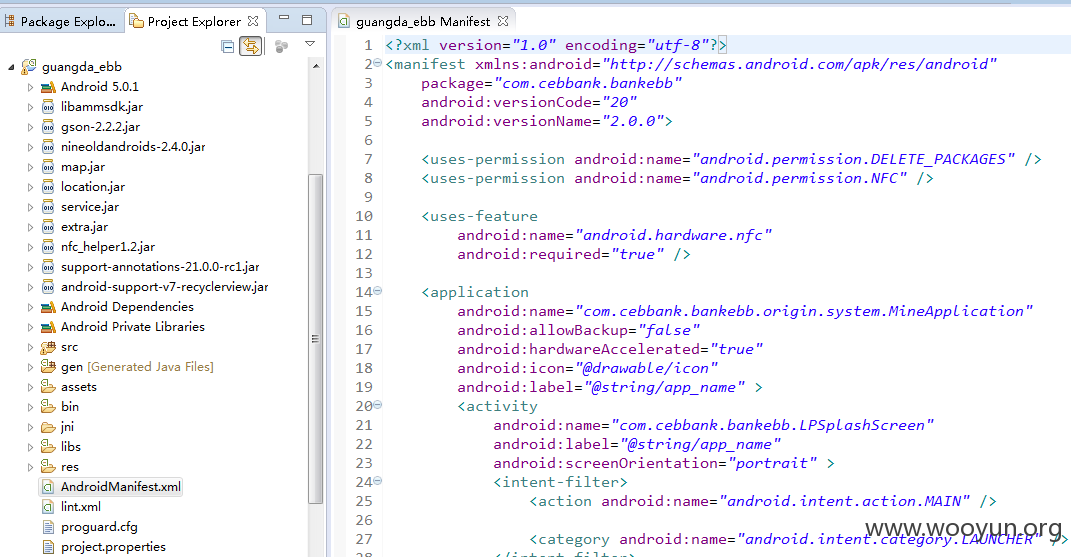 Package Explo...
Project Explorer
guangda_ebb
Android 5.0.1
libammsdk.jar
gson-2.2.2.jar
nineoldandroids-2.4.0.jar
map.jar
location.jar
service.jar
extra.jar
nfc_helper1.2.jar
support-annotations-21.0.0-rc1.jar
android-support-v7-recyclerview.jar
Android Dependencies
Android Private Libraries
src
gen [Generated Java Files]
assets
bin
jni
libs
res
AndroidManifest.xml
lint.xml
proguard.cfg
project.properties
guangda_ebb Manifest
1 <?xml version="1.0" encoding="utf-8"?>
2 <manifest xmlns:android="http://schemas.android.com/apk/res/android"
3 package="com.cebbank.bankebb"
4 android:versionCode="20"
5 android:versionName="2.0.0">
6
7 <uses-permission android:name="android.permission.DELETE_PACKAGES" />
8 <uses-permission android:name="android.permission.NFC" />
9
10 <uses-feature
11 android:name="android.hardware.nfc"
12 android:required="true" />
13
14 <application
15 android:name="com.cebbank.bankebb.origin.system.MineApplication"
16 android:allowBackup="false"
17 android:hardwareAccelerated="true"
18 android:icon="@drawable/icon"
19 android:label="@string/app_name" >
20 <activity
21 android:name="com.cebbank.bankebb.LPSplashScreen"
22 android:label="@string/app_name"
23 android:screenOrientation="portrait" >
24 <intent-filter>
25 <action android:name="android.intent.action.MAIN" />
26
27 <category android:name="android.intent.category.LAUNCHER" />
28 </intent-filter>
www.wooyun.org